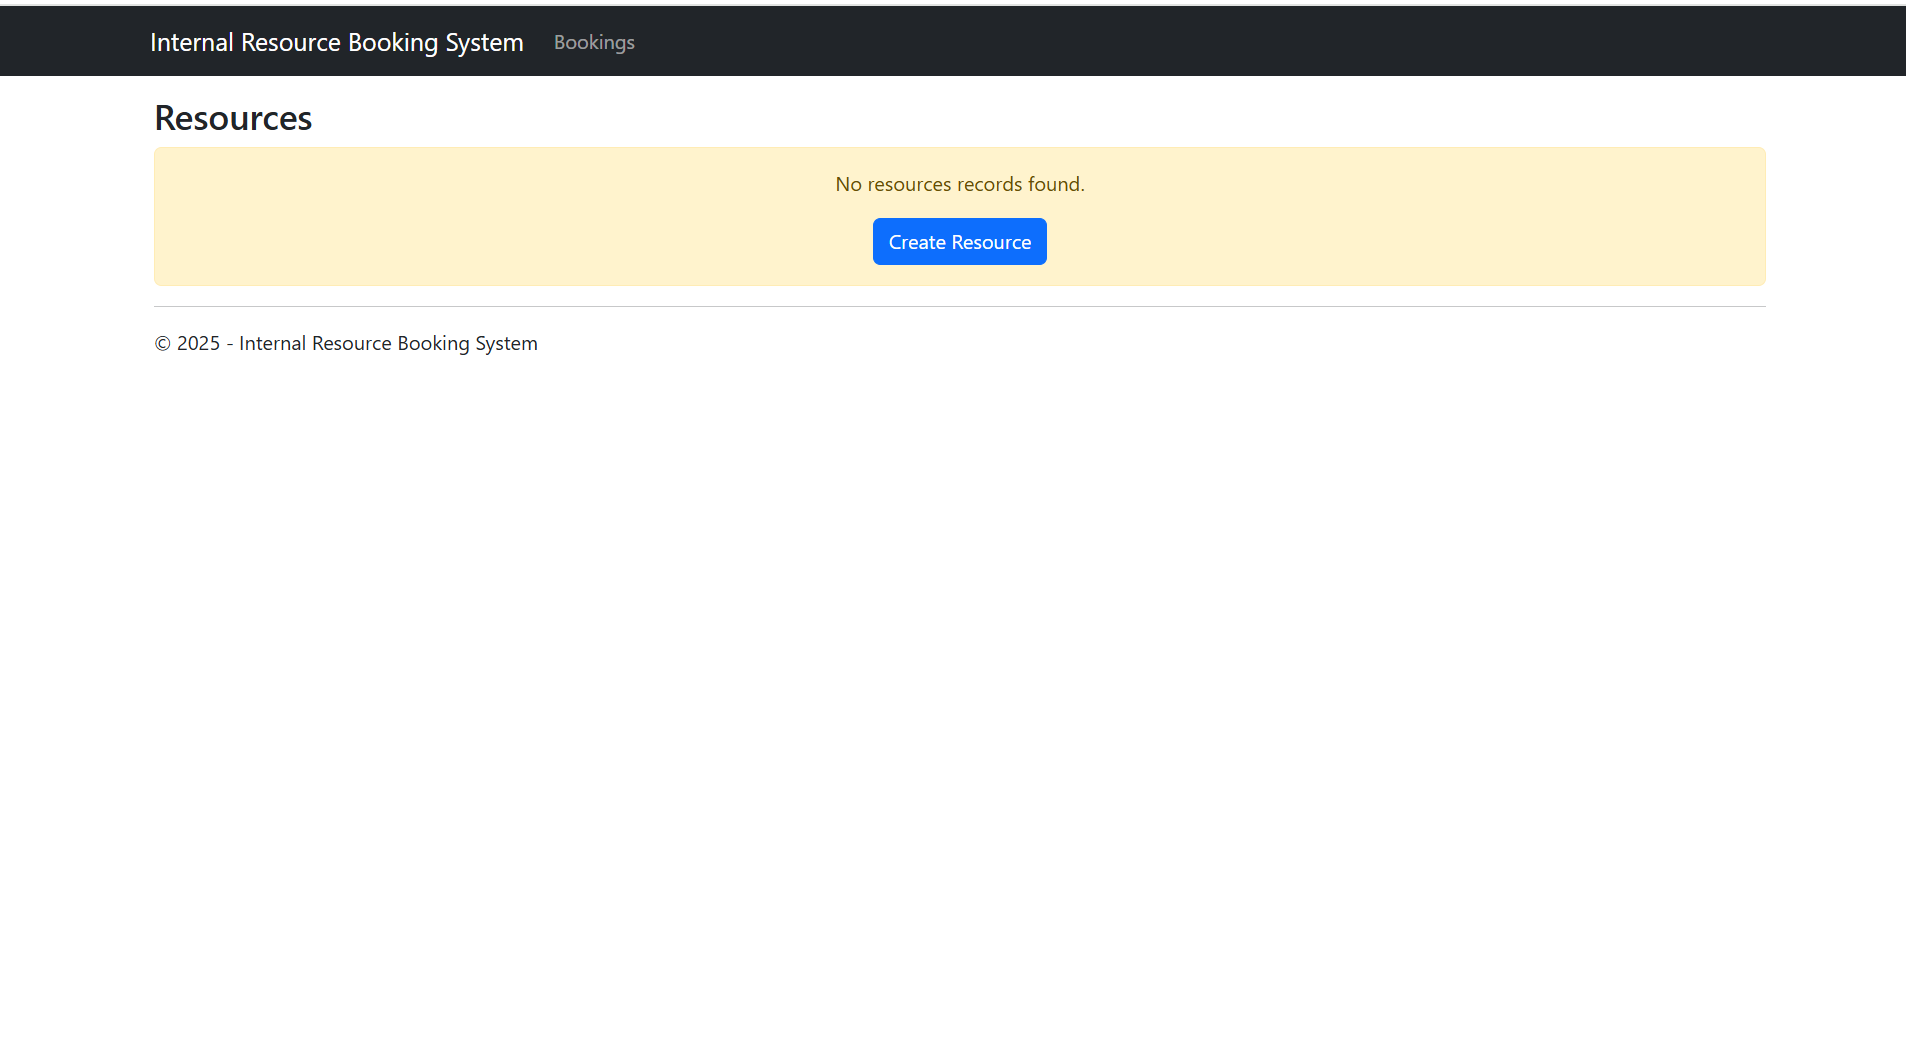 Internal Resource Booking System Bookings
Resources
No resources records found.
Create Resource
© 2025 - Internal Resource Booking System